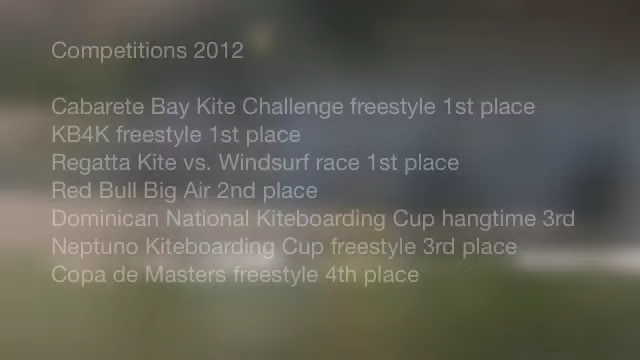 Competitions 2012
Cabarete Bay Kite Challenge freestyle 1st place
KB4K freestyle 1st place
Regatta Kite vs. Windsurf race 1st place
Red Bull Big Air 2nd place
Dominican National Kiteboarding Cup hangtime 3rd
Neptuno Kiteboarding Cup freestyle 3rd place
Copa de Masters freestyle 4th place